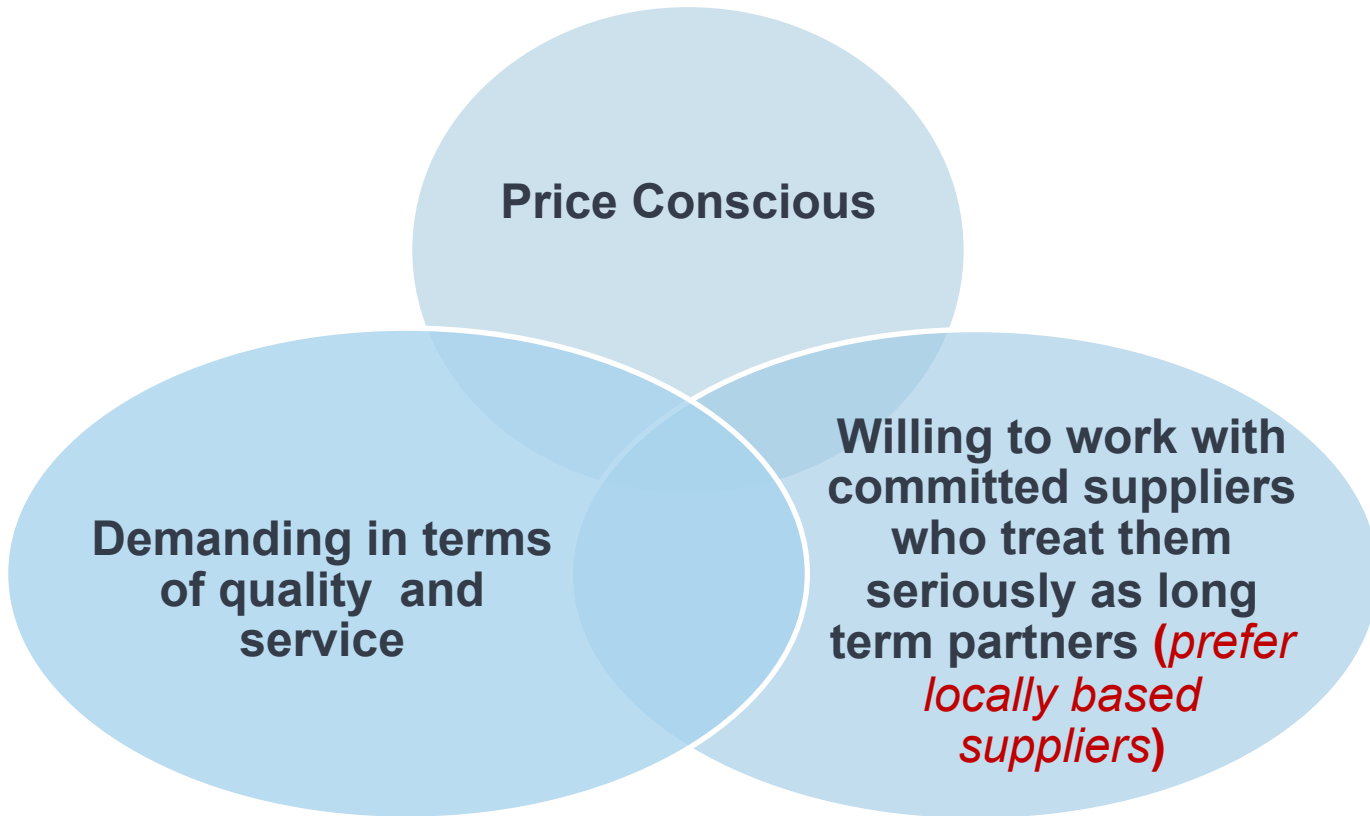 Price Conscious
Demanding in terms
of quality  and
service
Willing to work with
committed suppliers
who treat them
seriously as long
term partners (prefer
locally based
suppliers)